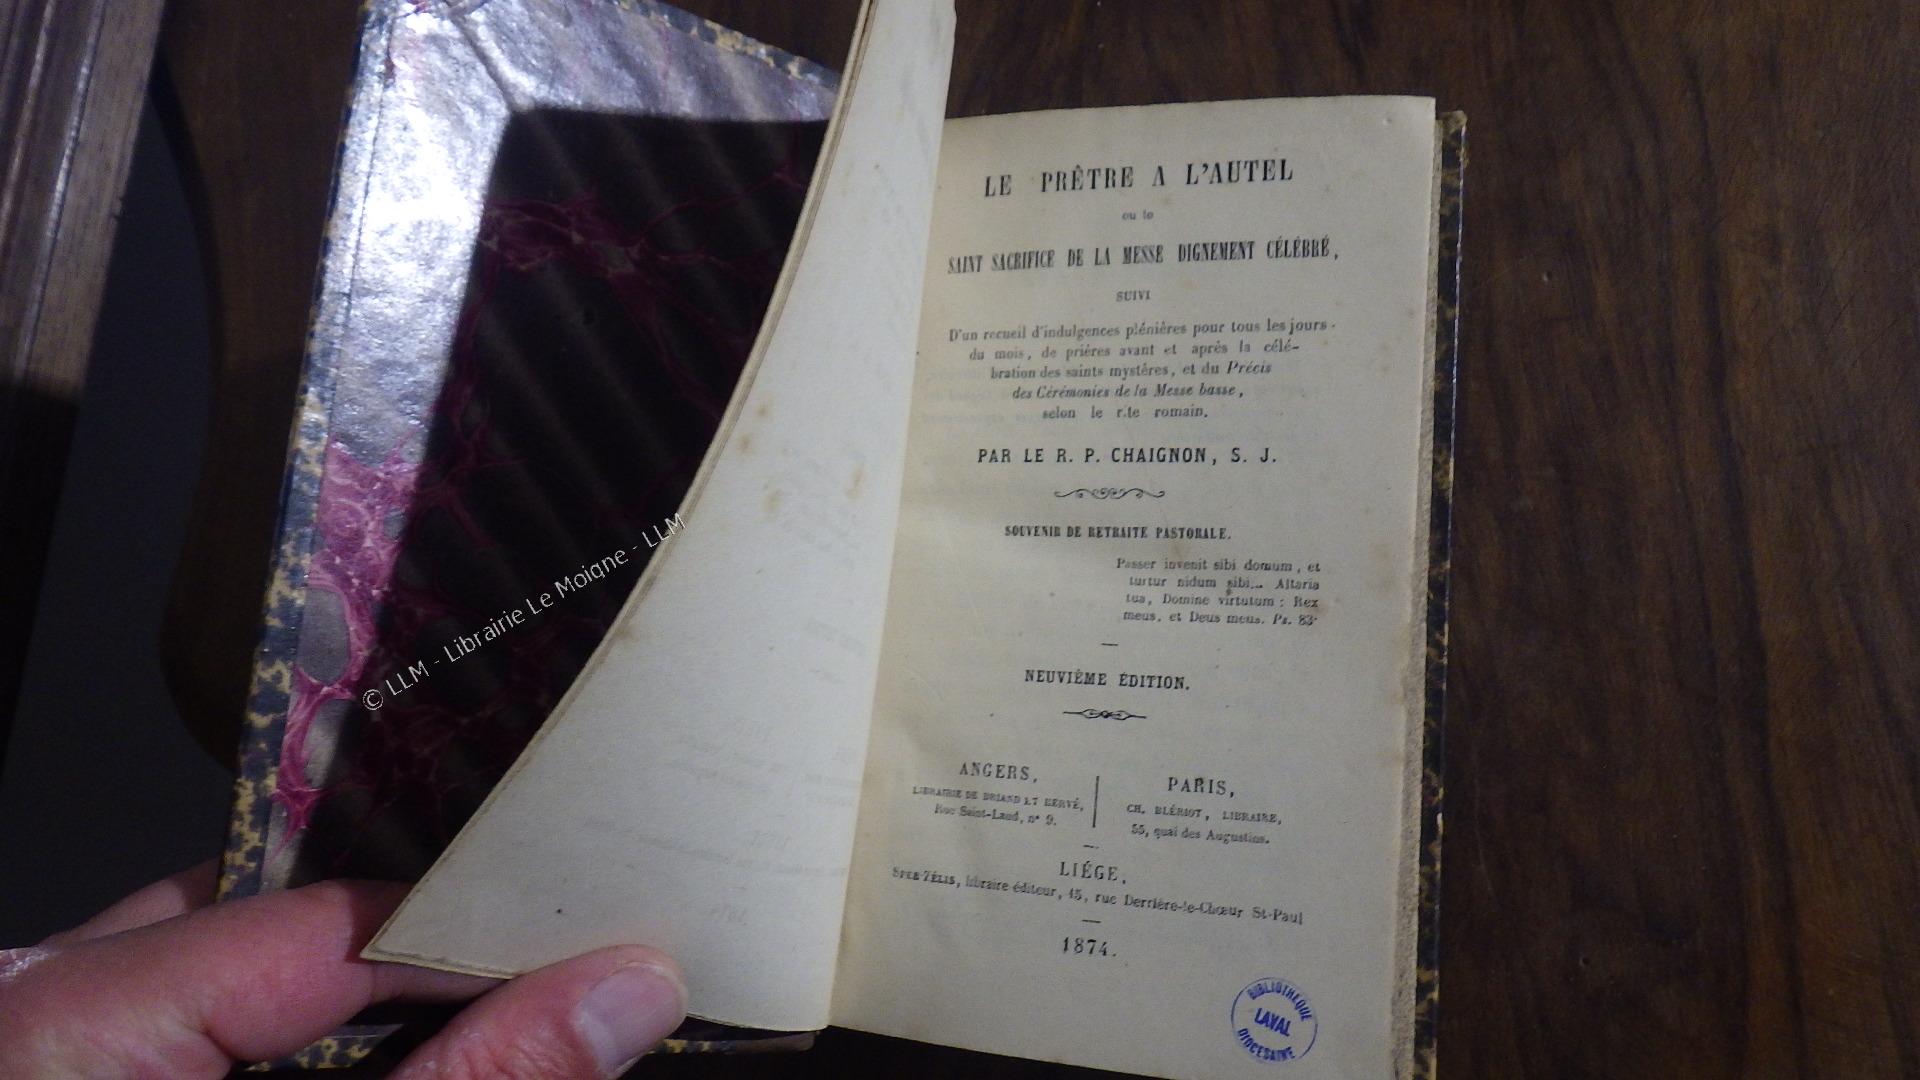 LE PRÊTRE A L'AUTEL
ou le
SAINT SACRIFICE DE LA MESSE DIGNEMENT CÉLÉBRÉ,
SUIVI
D'un recueil d'indulgences plénières pour tous les jours
du mois, de prières avant et après la célé-
bration des saints mystères, et du Précis
des Cérémonies de la Messe basse,
selon le r.te romain.
PAR LE R. P. CHAIGNON, S. J.
SOUVENIR DE RETRAITE PASTORALE.
Passer invenit sibi domum, et
turtur nidum sibi... Altaria
tua, Domine virtutum : Rex
meus, et Deus meus. Ps. 83
NEUVIÈME ÉDITION.
ANGERS,
LIBRAIRIE DE BRIAND ET HERVÉ,
Rue Saint-Laud, n° 9.
PARIS,
CH. BLÉRIOT, LIBRAIRE,
55, quai des Augustins.
LIÉGE,
SPEE-ZÉLIS, libraire-éditeur, 45, rue Derrière-le-Chœur St-Paul
1874.
BIBLIOTHEQUE
LAVAL
DIOCESAINE
© LLM - Librairie Le Moigne - LLM